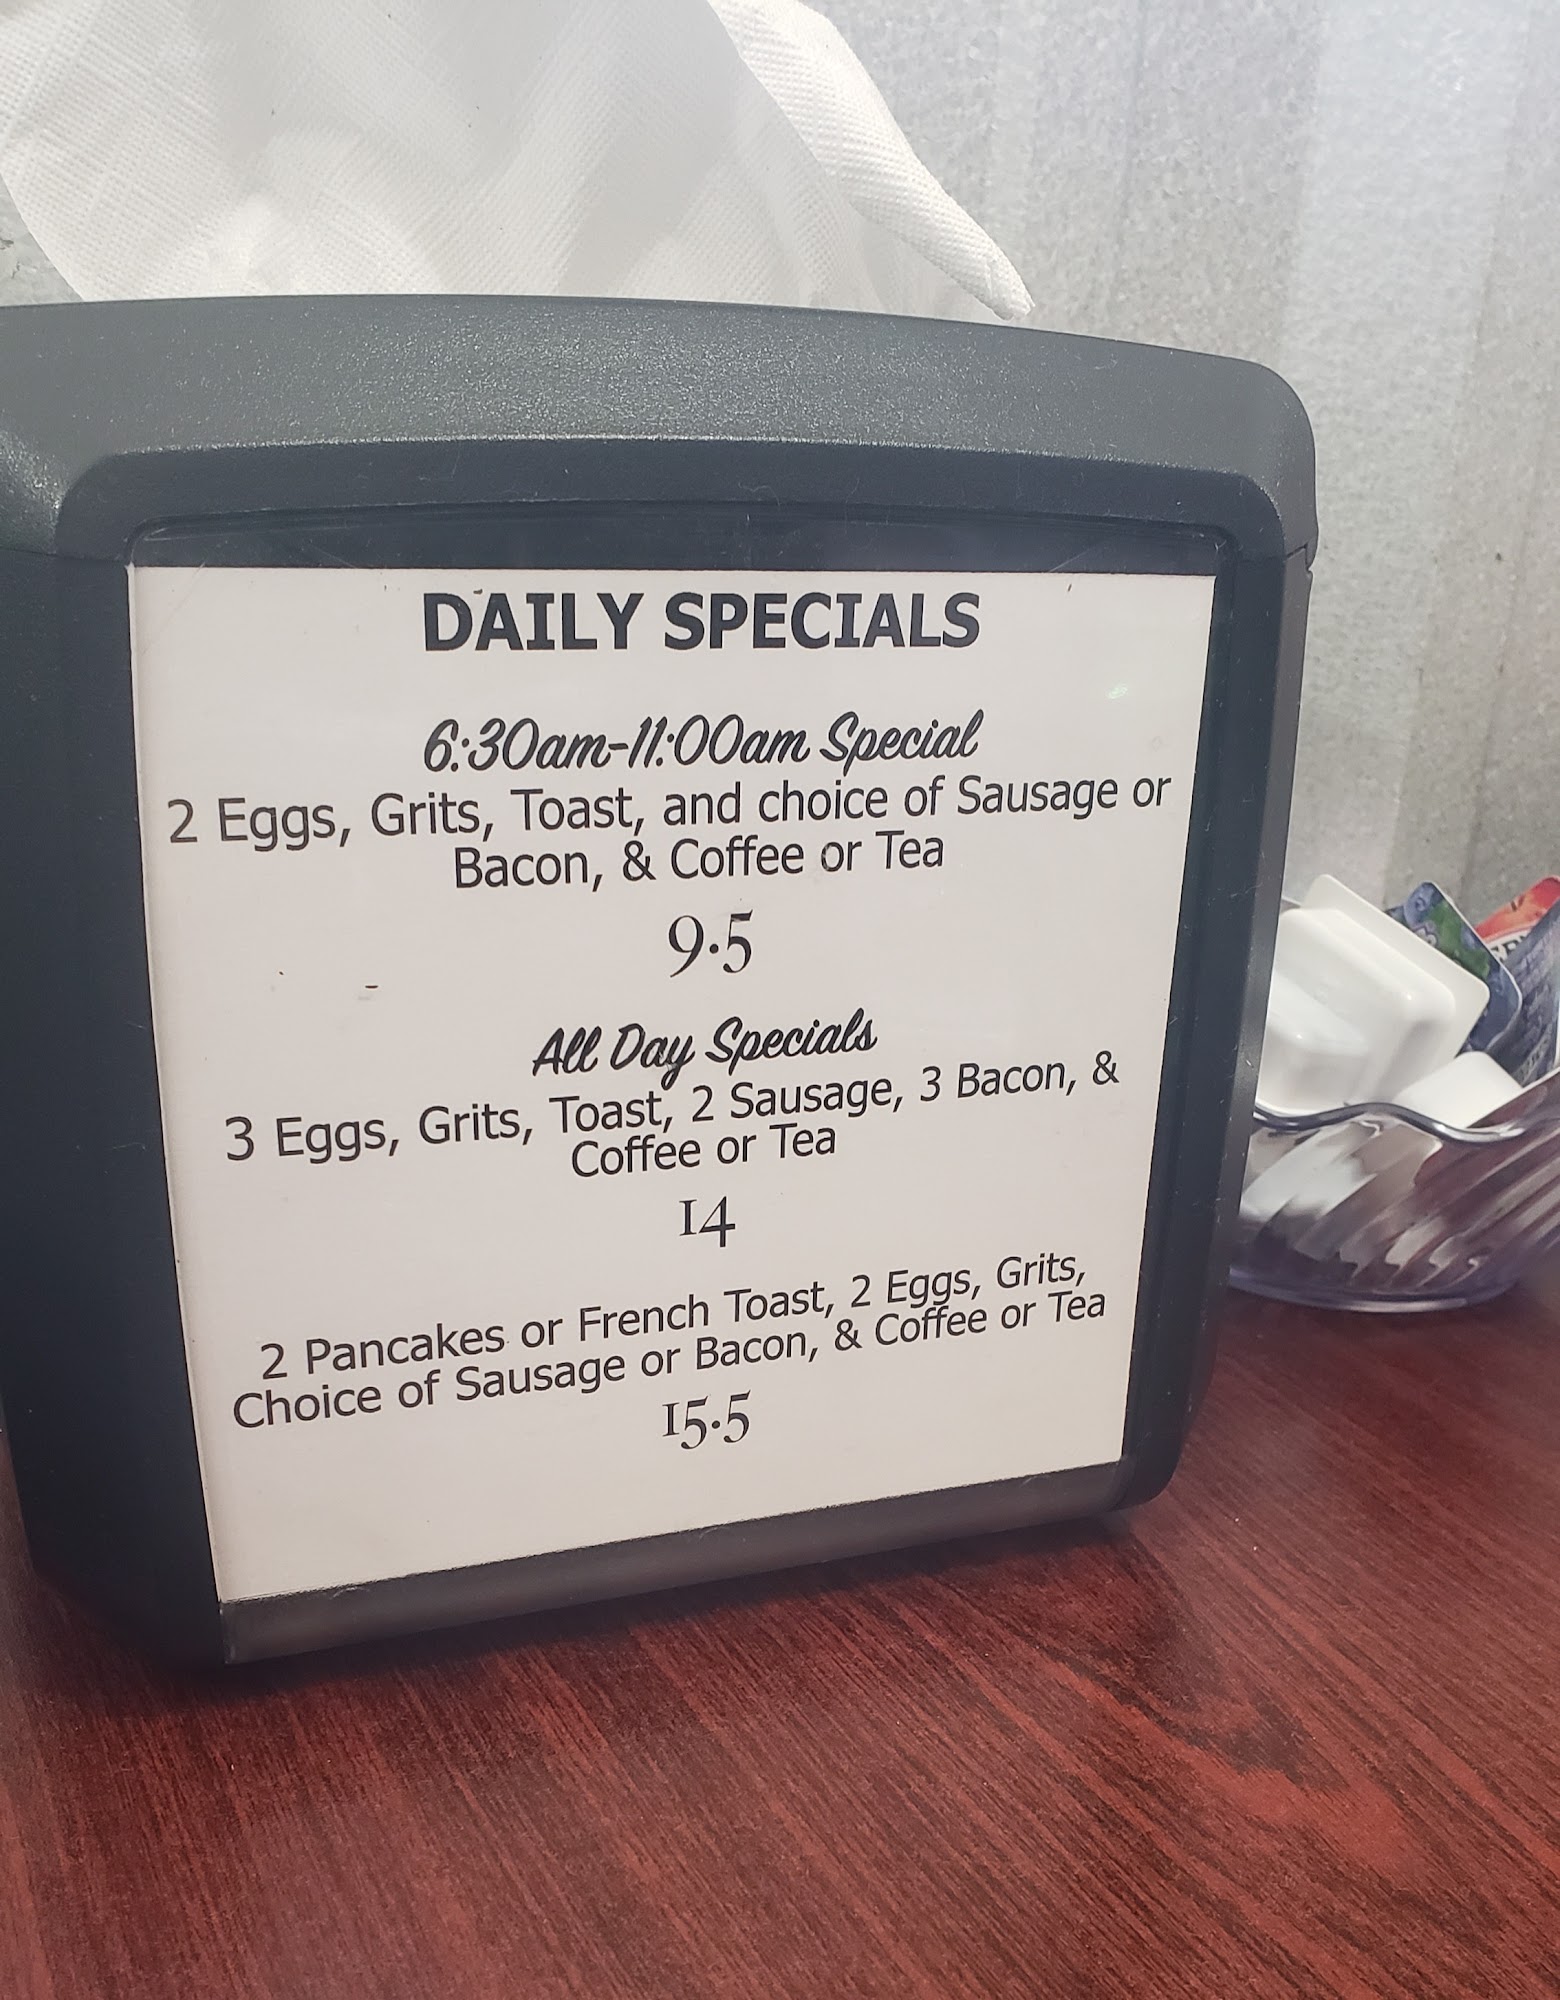 DAILY SPECIALS
6:30am-11:00am Special
2 Eggs, Grits, Toast, and choice of Sausage or
Bacon, & Coffee or Tea
9.5
All Day Specials
3 Eggs, Grits, Toast, 2 Sausage, 3 Bacon, &
Coffee or Tea
14
2 Pancakes or French Toast, 2 Eggs, Grits,
Choice of Sausage or Bacon, & Coffee or Tea
15.5